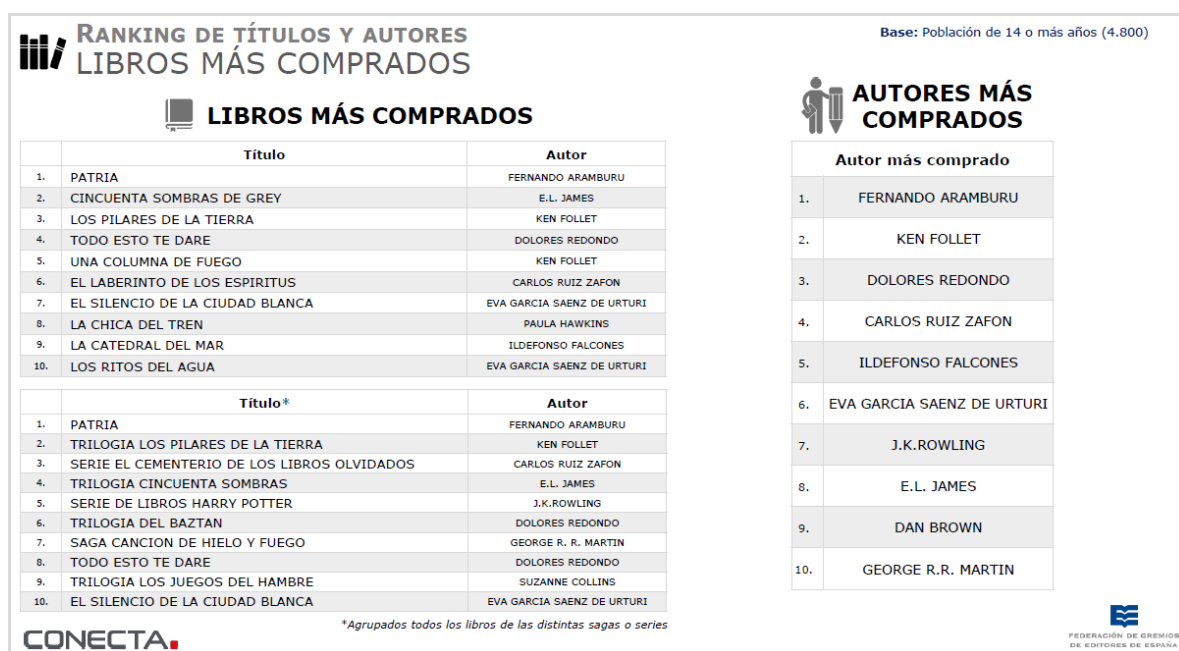 RANKING DE TÍTULOS Y AUTORES
LIBROS MÁS COMPRADOS
Base: Población de 14 o más años (4.800)
LIBROS MÁS COMPRADOS
Título Autor
1. PATRIA FERNANDO ARAMBURU
2. CINCUENTA SOMBRAS DE GREY E.L. JAMES
3. LOS PILARES DE LA TIERRA KEN FOLLET
4. TODO ESTO TE DARE DOLORES REDONDO
5. UNA COLUMNA DE FUEGO KEN FOLLET
6. EL LABERINTO DE LOS ESPIRITUS CARLOS RUIZ ZAFON
7. EL SILENCIO DE LA CIUDAD BLANCA EVA GARCIA SAENZ DE URTURI
8. LA CHICA DEL TREN PAULA HAWKINS
9. LA CATEDRAL DEL MAR ILDEFONSO FALCONES
10. LOS RITOS DEL AGUA EVA GARCIA SAENZ DE URTURI
Título* Autor
1. PATRIA FERNANDO ARAMBURU
2. TRILOGIA LOS PILARES DE LA TIERRA KEN FOLLET
3. SERIE EL CEMENTERIO DE LOS LIBROS OLVIDADOS CARLOS RUIZ ZAFON
4. TRILOGIA CINCUENTA SOMBRAS E.L. JAMES
5. SERIE DE LIBROS HARRY POTTER J.K.ROWLING
6. TRILOGIA DEL BAZTAN DOLORES REDONDO
7. SAGA CANCION DE HIELO Y FUEGO GEORGE R. R. MARTIN
8. TODO ESTO TE DARE DOLORES REDONDO
9. TRILOGIA LOS JUEGOS DEL HAMBRE SUZANNE COLLINS
10. EL SILENCIO DE LA CIUDAD BLANCA EVA GARCIA SAENZ DE URTURI
*Agrupados todos los libros de las distintas sagas o series
CONECTA
AUTORES MÁS
COMPRADOS
Autor más comprado
1. FERNANDO ARAMBURU
2. KEN FOLLET
3. DOLORES REDONDO
4. CARLOS RUIZ ZAFON
5. ILDEFONSO FALCONES
6. EVA GARCIA SAENZ DE URTURI
7. J.K.ROWLING
8. E.L. JAMES
9. DAN BROWN
10. GEORGE R.R. MARTIN
FEDERACIÓN DE GREMIOS
DE EDITORES DE ESPAÑA